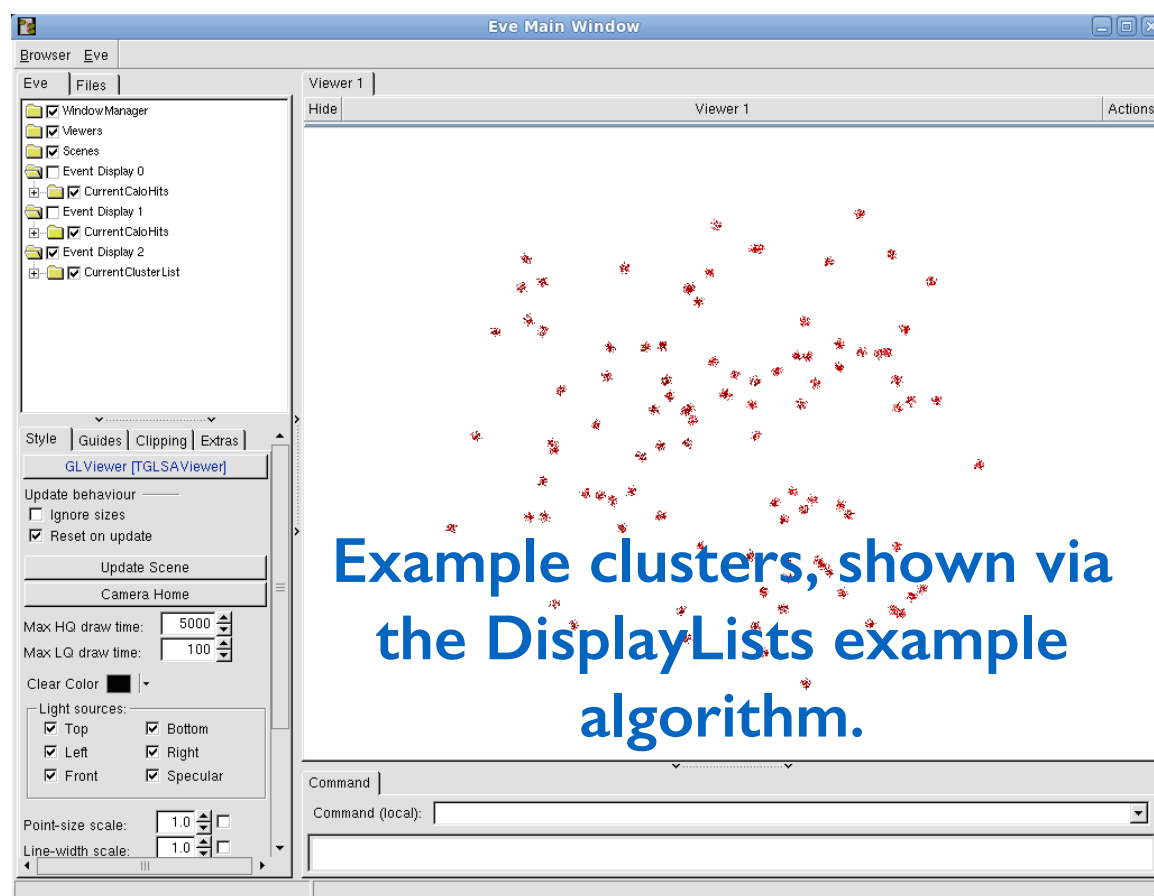 Eve Main Window
Browser Eve
Eve Files
WindowManager
Viewers
Scenes
Event Display 0
CurrentCaloHits
Event Display 1
CurrentCaloHits
Event Display 2
CurrentClusterList
Style Guides Clipping Extras
GLViewer [TGLSAViewer]
Update behaviour
Ignore sizes
Reset on update
Update Scene
Camera Home
Max HQ draw time: 5000
Max LQ draw time: 100
Clear Color
Light sources:
Top Bottom
Left Right
Front Specular
Point-size scale: 1.0
Line-width scale: 1.0
Viewer 1
Hide Viewer 1 Actions
Example clusters, shown via
the DisplayLists example
algorithm.
Command
Command (local):